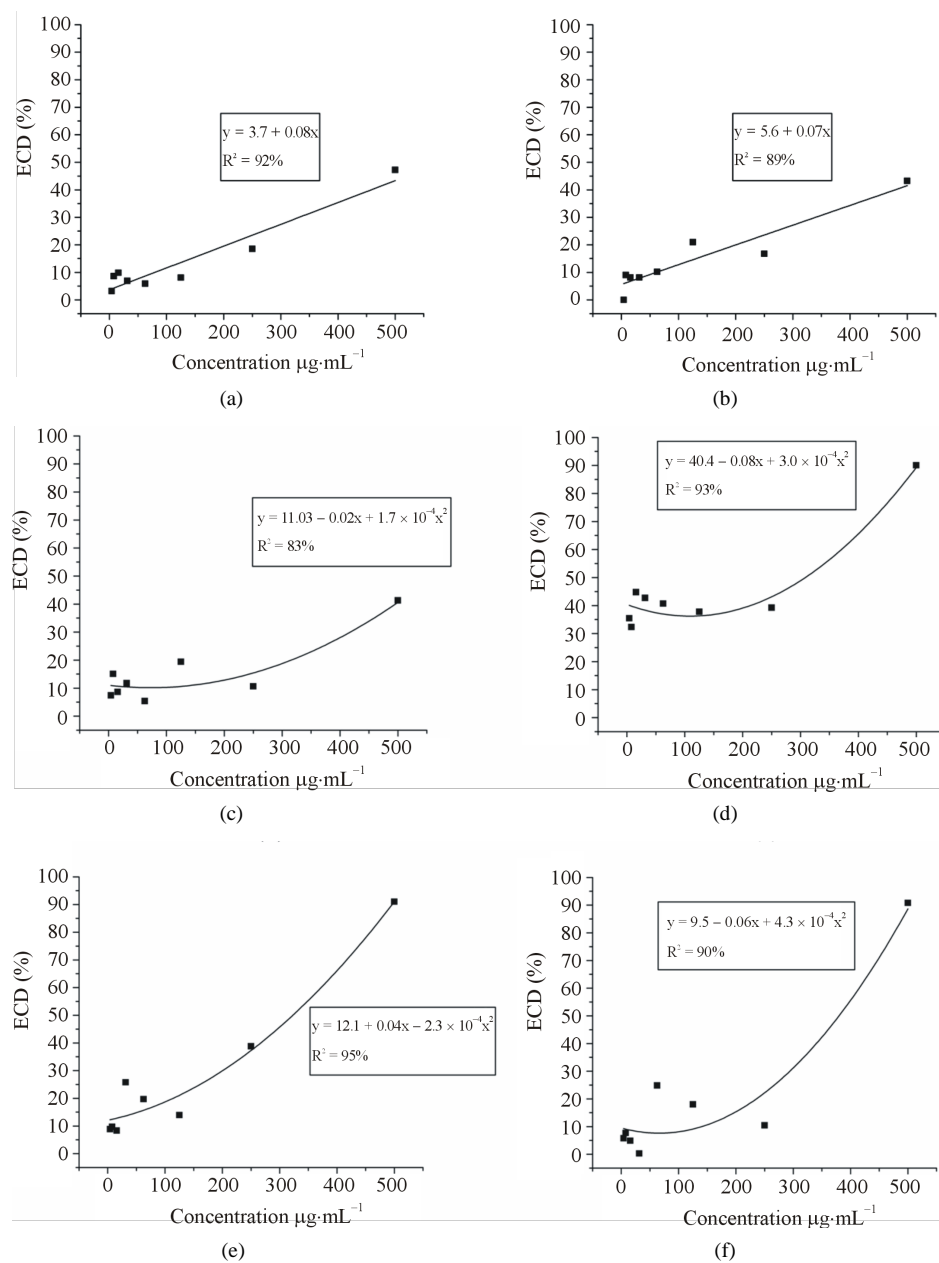 100
90
80
70
60
50
40
30
20
10
0
ECD (%)
y = 3.7 + 0.08x
R² = 92%
0 100 200 300 400 500
Concentration μg·mL⁻¹
(a)
100
90
80
70
60
50
40
30
20
10
0
ECD (%)
y = 5.6 + 0.07x
R² = 89%
0 100 200 300 400 500
Concentration μg·mL⁻¹
(b)
100
90
80
70
60
50
40
30
20
10
0
ECD (%)
y = 11.03 – 0.02x + 1.7 × 10⁻⁴x²
R² = 83%
0 100 200 300 400 500
Concentration μg·mL⁻¹
(c)
100
90
80
70
60
50
40
30
20
10
0
ECD (%)
y = 40.4 – 0.08x + 3.0 × 10⁻⁴x²
R² = 93%
0 100 200 300 400 500
Concentration μg·mL⁻¹
(d)
100
90
80
70
60
50
40
30
20
10
0
ECD (%)
y = 12.1 + 0.04x – 2.3 × 10⁻⁴x²
R² = 95%
0 100 200 300 400 500
Concentration μg·mL⁻¹
(e)
100
90
80
70
60
50
40
30
20
10
0
ECD (%)
y = 9.5 – 0.06x + 4.3 × 10⁻⁴x²
R² = 90%
0 100 200 300 400 500
Concentration μg·mL⁻¹
(f)